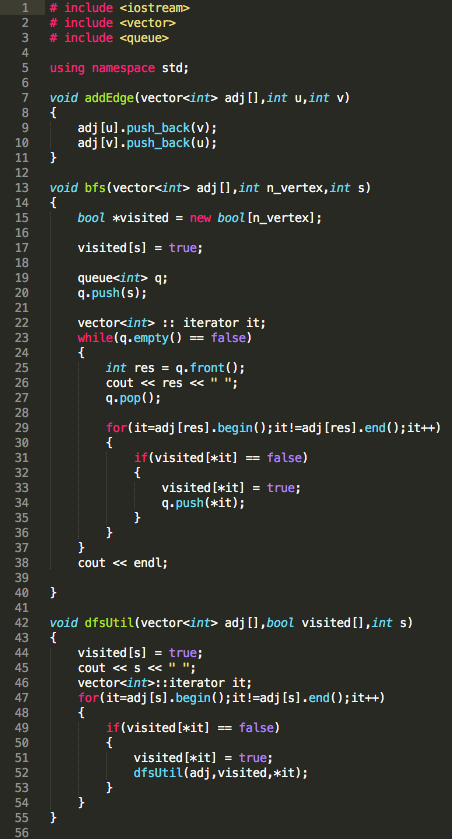 1 # include <iostream>
2 # include <vector>
3 # include <queue>
4
5 using namespace std;
6
7 void addEdge(vector<int> adj[],int u,int v)
8 {
9     adj[u].push_back(v);
10     adj[v].push_back(u);
11 }
12
13 void bfs(vector<int> adj[],int n_vertex,int s)
14 {
15     bool *visited = new bool[n_vertex];
16
17     visited[s] = true;
18
19     queue<int> q;
20     q.push(s);
21
22     vector<int> :: iterator it;
23     while(q.empty() == false)
24     {
25         int res = q.front();
26         cout << res << " ";
27         q.pop();
28
29         for(it=adj[res].begin();it!=adj[res].end();it++)
30         {
31             if(visited[*it] == false)
32             {
33                 visited[*it] = true;
34                 q.push(*it);
35             }
36         }
37     }
38     cout << endl;
39
40 }
41
42 void dfsUtil(vector<int> adj[],bool visited[],int s)
43 {
44     visited[s] = true;
45     cout << s << " ";
46     vector<int>::iterator it;
47     for(it=adj[s].begin();it!=adj[s].end();it++)
48     {
49         if(visited[*it] == false)
50         {
51             visited[*it] = true;
52             dfsUtil(adj,visited,*it);
53         }
54     }
55 }
56